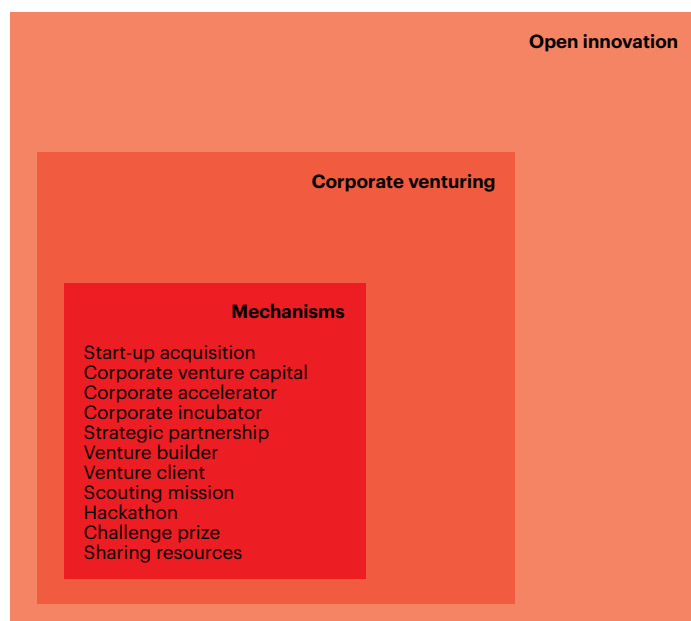 Open innovation
Corporate venturing
Mechanisms
Start-up acquisition
Corporate venture capital
Corporate accelerator
Corporate incubator
Strategic partnership
Venture builder
Venture client
Scouting mission
Hackathon
Challenge prize
Sharing resources